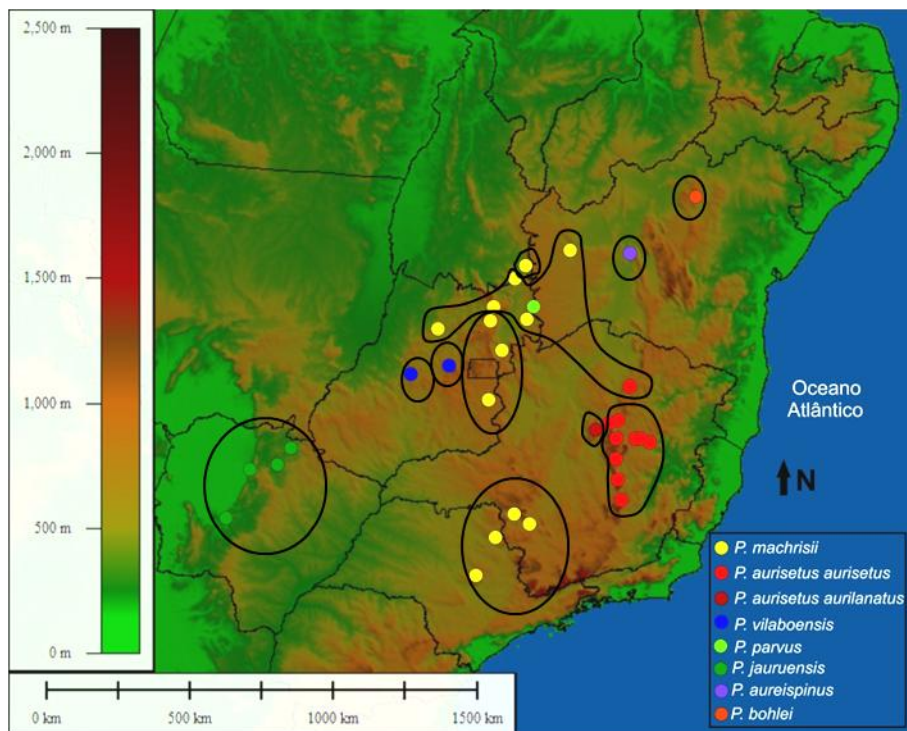 2,500 m
2,000 m
1,500 m
1,000 m
500 m
0 m
0 km
500 km
1000 km
1500 km
Oceano
Atlântico
N
P. machrisii
P. aurisetus aurisetus
P. aurisetus aurilanatus
P. vilaboensis
P. parvus
P. jauruensis
P. aureispinus
P. bohlei